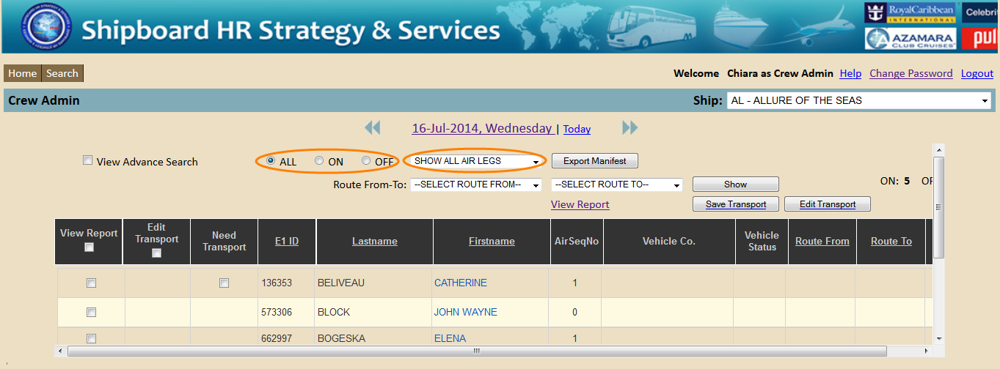 Shipboard HR Strategy & Services
RoyalCaribbean
INTERNATIONAL
Celebri
AZAMARA
CLUB CRUISES
pul
Home Search
Welcome Chiara as Crew Admin Help Change Password Logout
Crew Admin Ship: AL - ALLURE OF THE SEAS
16-Jul-2014, Wednesday | Today
View Advance Search ALL ON OFF SHOW ALL AIR LEGS Export Manifest
Route From-To: --SELECT ROUTE FROM-- --SELECT ROUTE TO-- Show ON: 5 OF
View Report Save Transport Edit Transport
View Report Edit Transport Need Transport E1 ID Lastname Firstname AirSeqNo Vehicle Co. Vehicle Status Route From Route To
136353 BELIVEAU CATHERINE 1
573306 BLOCK JOHN WAYNE 0
662997 BOGESKA ELENA 1